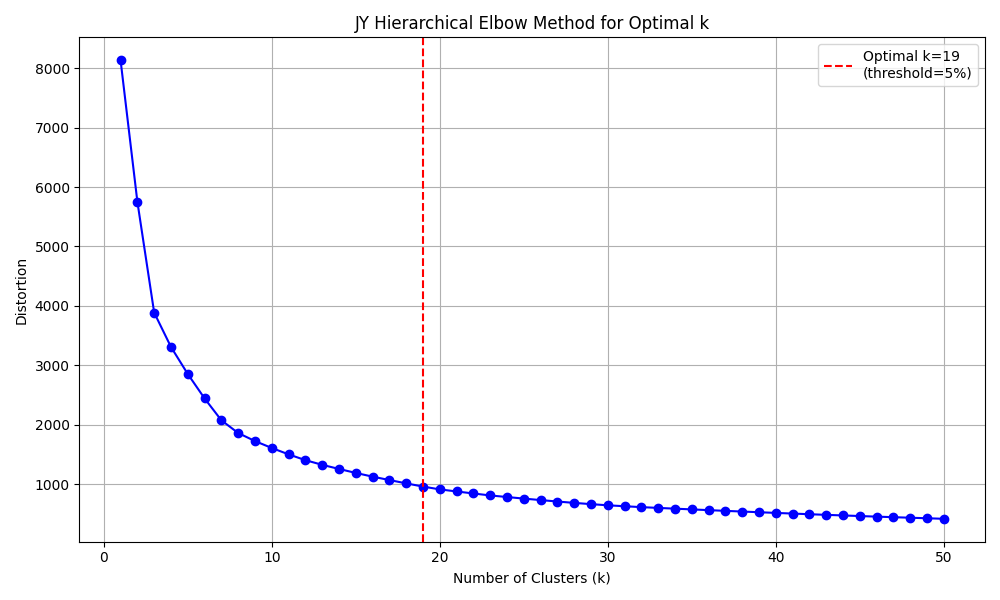 JY Hierarchical Elbow Method for Optimal k
Optimal k=19
(threshold=5%)
8000
7000
6000
5000
4000
3000
2000
1000
Distortion
0 10 20 30 40 50
Number of Clusters (k)